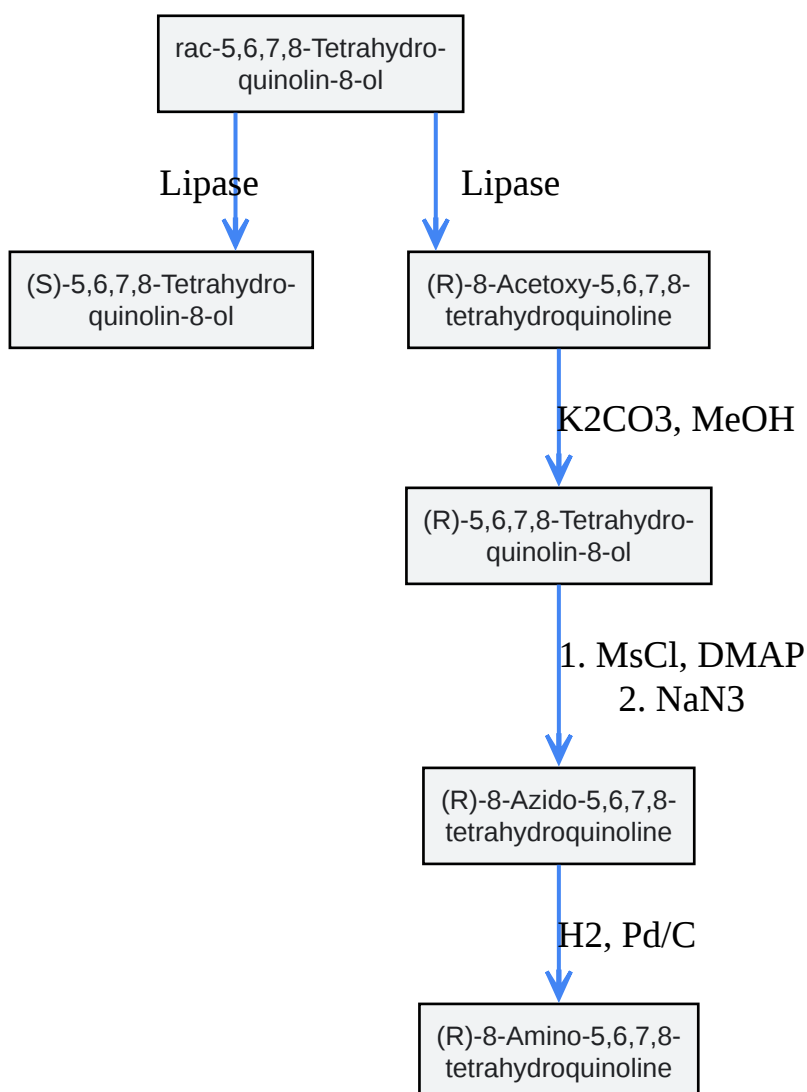 rac-5,6,7,8-Tetrahydro-
quinolin-8-ol
Lipase
Lipase
(S)-5,6,7,8-Tetrahydro-
quinolin-8-ol
(R)-8-Acetoxy-5,6,7,8-
tetrahydroquinoline
K2CO3, MeOH
(R)-5,6,7,8-Tetrahydro-
quinolin-8-ol
1. MsCl, DMAP
2. NaN3
(R)-8-Azido-5,6,7,8-
tetrahydroquinoline
H2, Pd/C
(R)-8-Amino-5,6,7,8-
tetrahydroquinoline